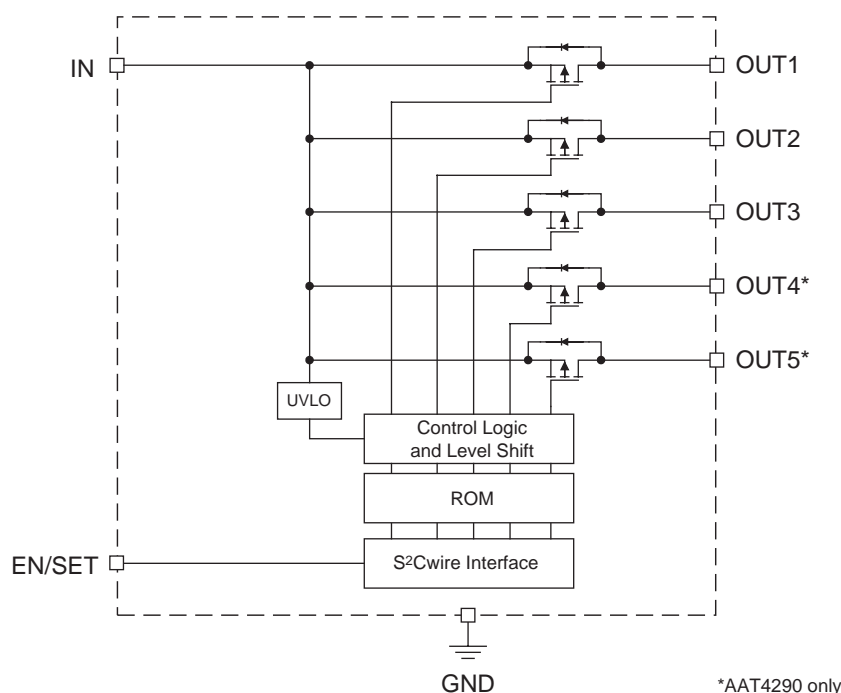 IN
OUT1
OUT2
OUT3
OUT4*
OUT5*
UVLO
Control Logic
and Level Shift
ROM
EN/SET
S²Cwire Interface
GND
*AAT4290 only